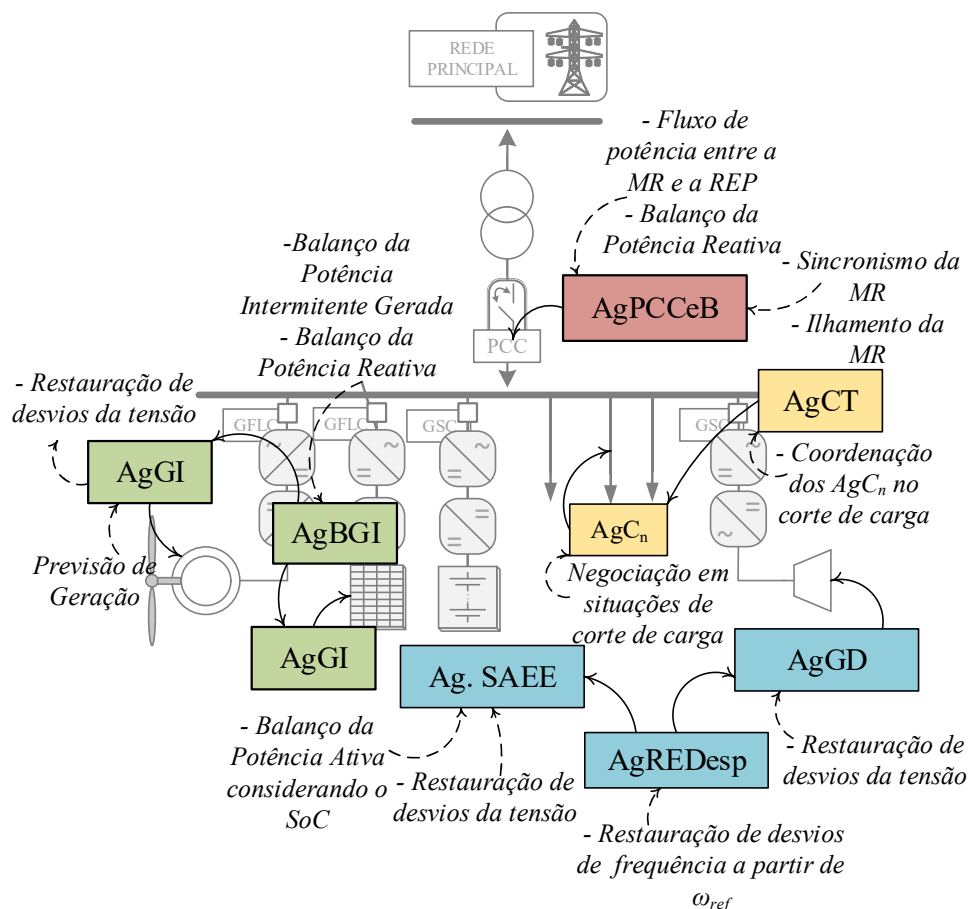 REDE
PRINCIPAL
- Fluxo de
potência entre a
MR e a REP
- Balanço da
Potência Reativa
-Balanço da
Potência
Intermitente Gerada
- Balanço da
Potência Reativa
- Sincronismo da
MR
- Ilhamento da
MR
AgPCCeB
PCC
- Restauração de
desvios da tensão
GFLC
GFLC
GSC
AgCT
AgGI
- Coordenação
dos AgCn no
corte de carga
AgBGI
AgCn
Previsão de
Geração
Negociação em
situações de
corte de carga
AgGI
Ag. SAEE
AgGD
- Balanço da
Potência Ativa
considerando o
SoC
- Restauração de
desvios da tensão
AgREDesp
- Restauração de
desvios da tensão
- Restauração de desvios
de frequência a partir de
ωref